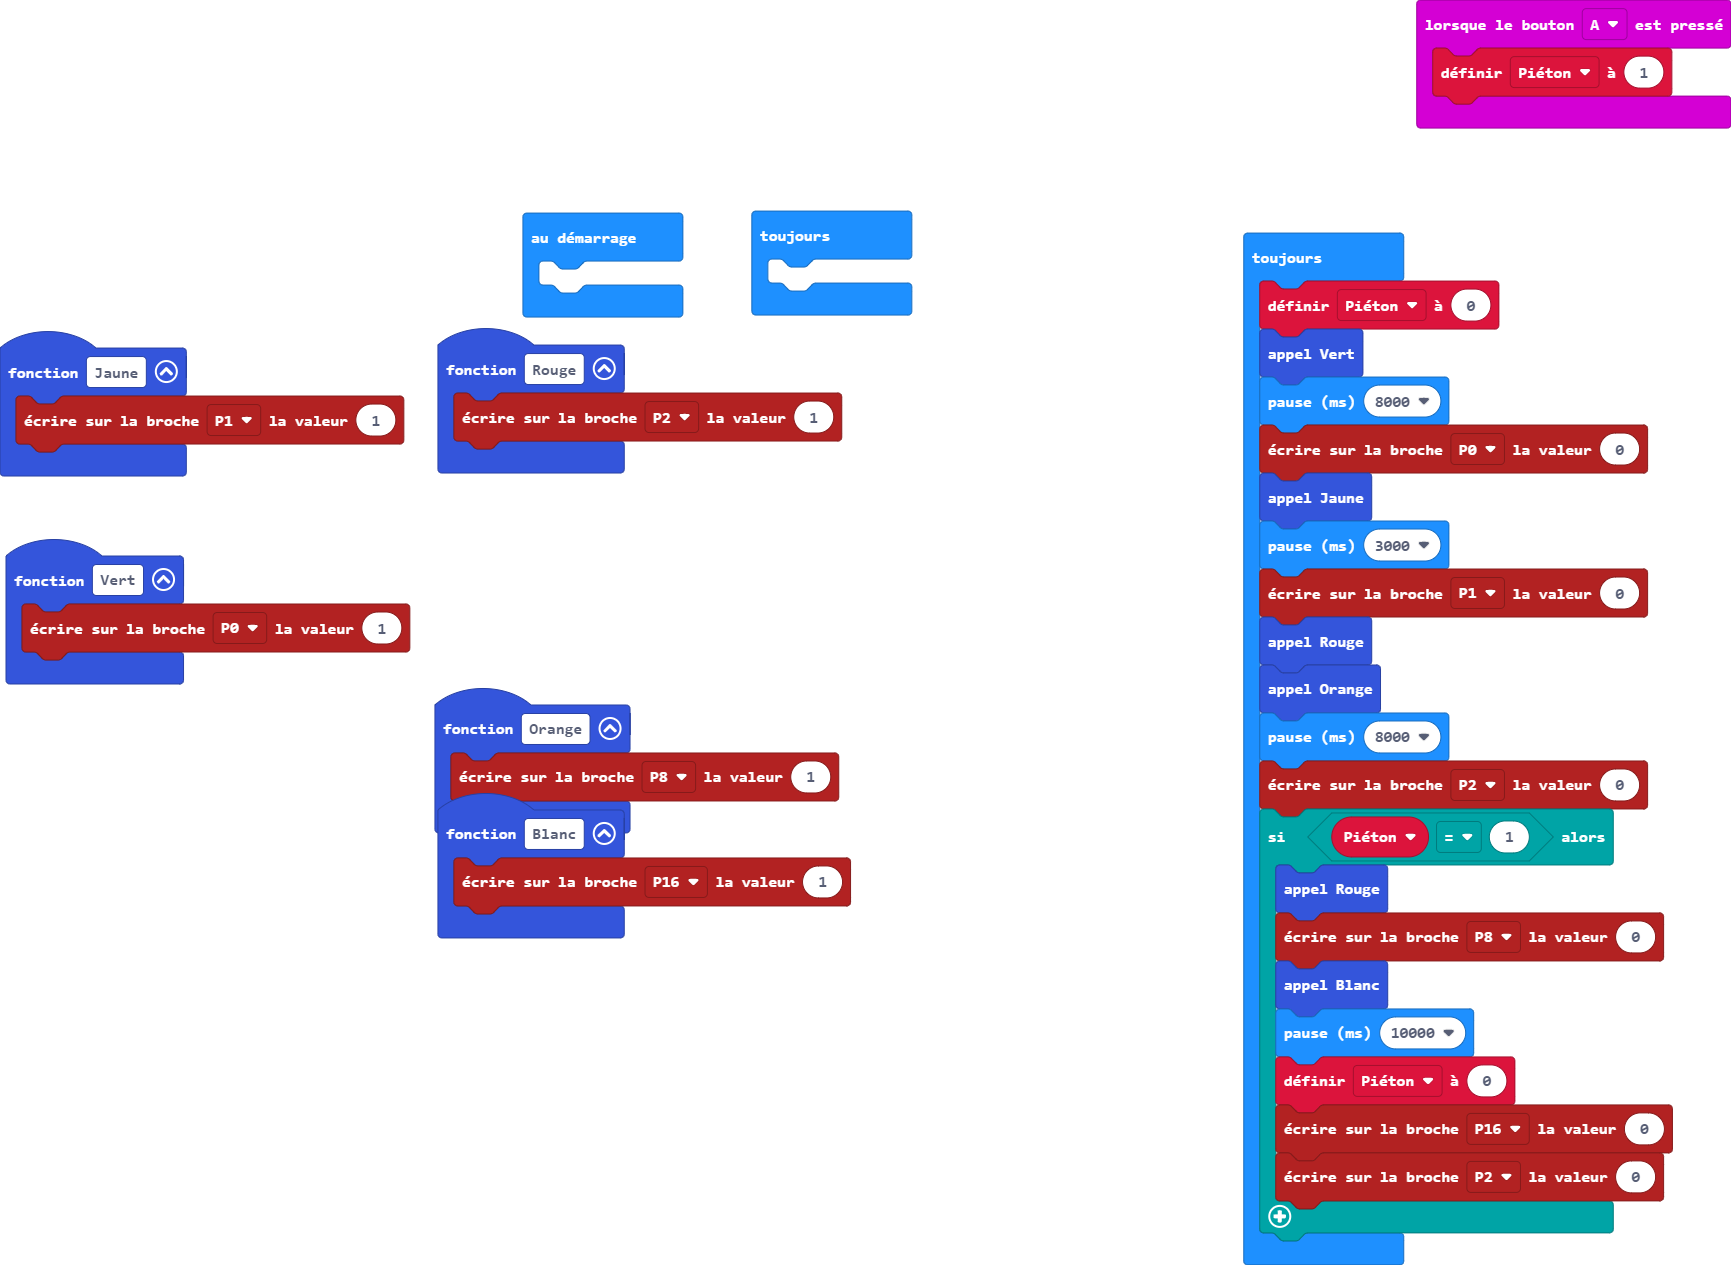 lorsque le bouton A est pressé
définir Piéton à 1
au démarrage
toujours
fonction Jaune
écrire sur la broche P1 la valeur 1
fonction Rouge
écrire sur la broche P2 la valeur 1
fonction Vert
écrire sur la broche P0 la valeur 1
fonction Orange
écrire sur la broche P8 la valeur 1
fonction Blanc
écrire sur la broche P16 la valeur 1
toujours
définir Piéton à 0
appel Vert
pause (ms) 8000
écrire sur la broche P0 la valeur 0
appel Jaune
pause (ms) 3000
écrire sur la broche P1 la valeur 0
appel Rouge
appel Orange
pause (ms) 8000
écrire sur la broche P2 la valeur 0
si Piéton = 1 alors
appel Rouge
écrire sur la broche P8 la valeur 0
appel Blanc
pause (ms) 10000
définir Piéton à 0
écrire sur la broche P16 la valeur 0
écrire sur la broche P2 la valeur 0